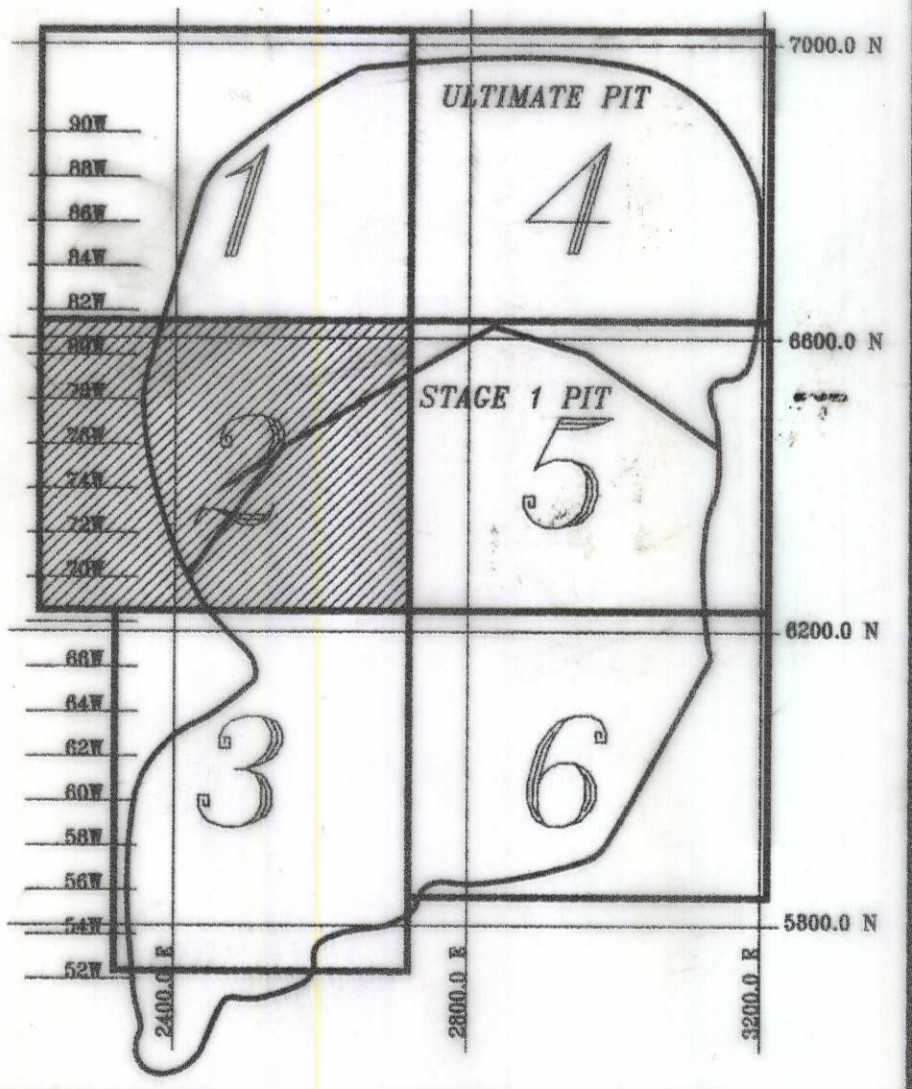 7000.0 N
ULTIMATE PIT
90W
88W
1
4
86W
84W
82W
6600.0 N
80W
78W
STAGE 1 PIT
76W
2
5
74W
72W
70W
6200.0 N
66W
64W
62W
3
6
60W
58W
56W
54W
5800.0 N
52W
2400.0 E
2800.0 E
3200.0 E